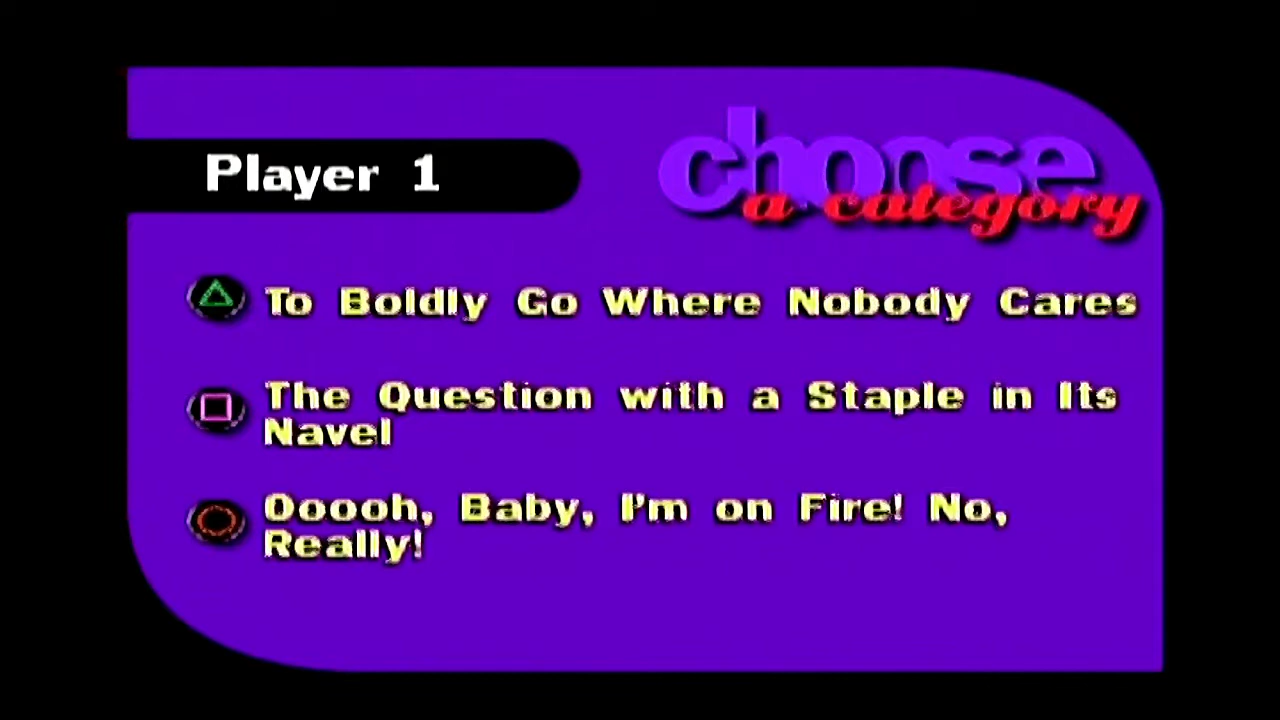 Player 1
choose
a category
To Boldly Go Where Nobody Cares
The Question with a Staple in Its
Navel
Ooooh, Baby, I'm on Fire! No,
Really!